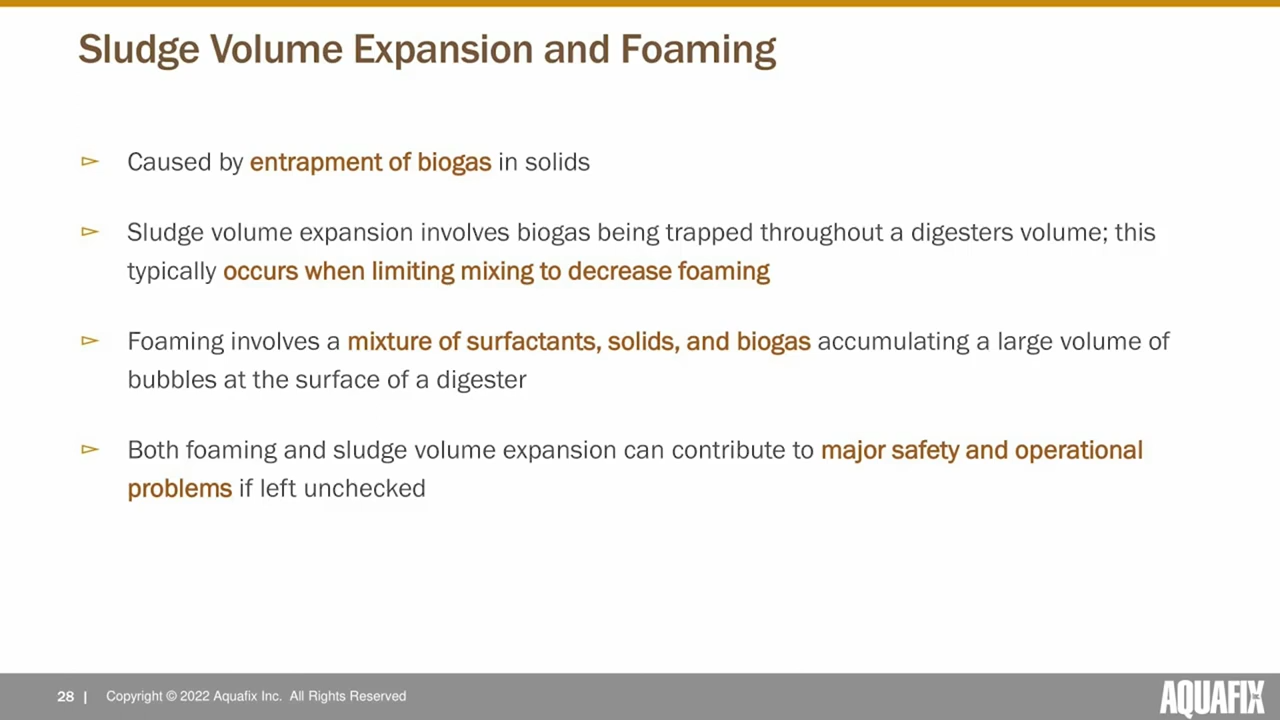 Sludge Volume Expansion and Foaming
Caused by entrapment of biogas in solids
Sludge volume expansion involves biogas being trapped throughout a digesters volume; this
typically occurs when limiting mixing to decrease foaming
Foaming involves a mixture of surfactants, solids, and biogas accumulating a large volume of
bubbles at the surface of a digester
Both foaming and sludge volume expansion can contribute to major safety and operational
problems if left unchecked
28 | Copyright © 2022 Aquafix Inc. All Rights Reserved
AQUAFIX INC.